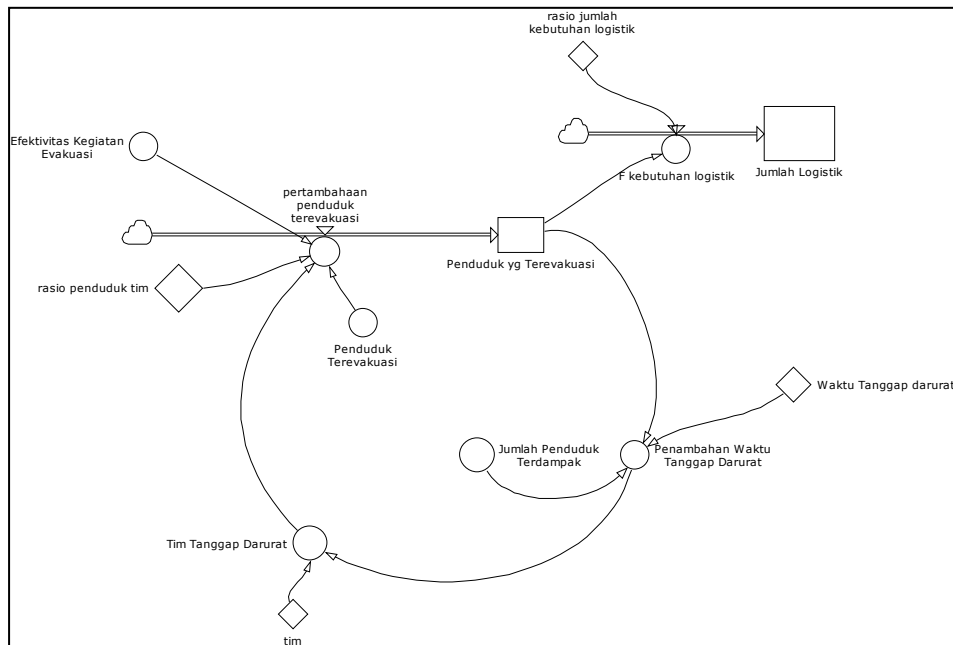 rasio jumlah
kebutuhan logistik
Efektivitas Kegiatan
Evakuasi
F kebutuhan logistik
Jumlah Logistik
pertambahaan
penduduk
terevakuasi
Penduduk yg Terevakuasi
rasio penduduk tim
Penduduk
Terevakuasi
Waktu Tanggap darurat
Jumlah Penduduk
Terdampak
Penambahan Waktu
Tanggap Darurat
Tim Tanggap Darurat
tim